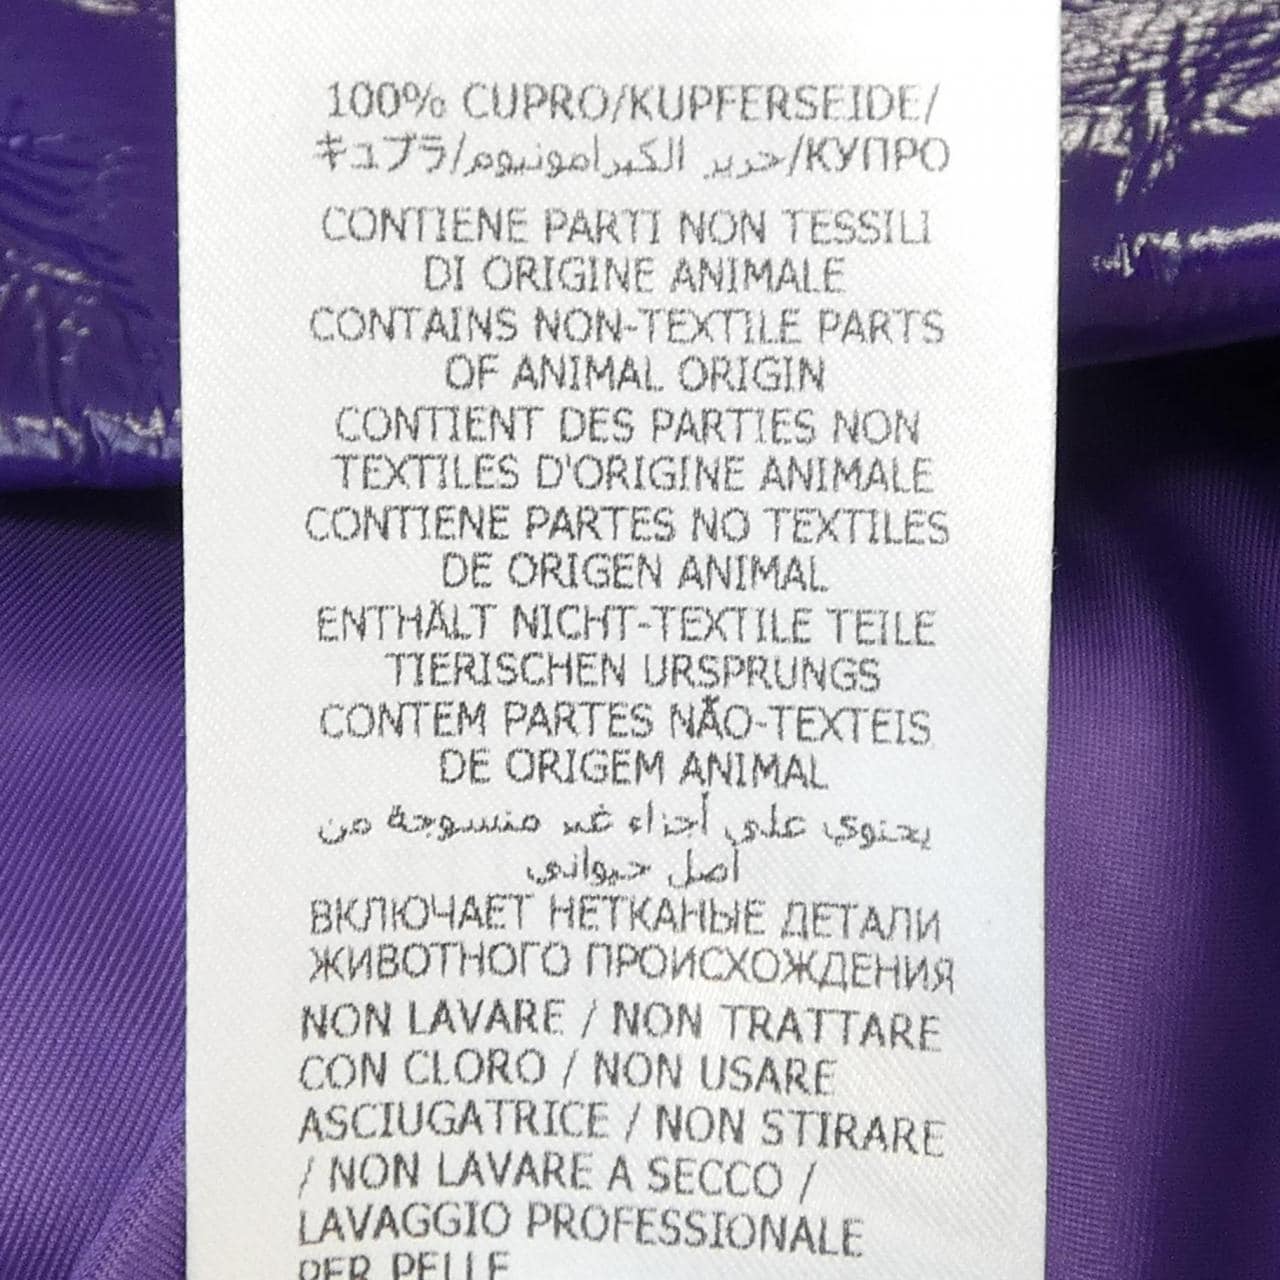 100% CUPRO/KUPFERSEIDE/
キュプラ/حرير الكبرامونيوم/КУПРО
CONTIENE PARTI NON TESSILI
DI ORIGINE ANIMALE
CONTAINS NON-TEXTILE PARTS
OF ANIMAL ORIGIN
CONTIENT DES PARTIES NON
TEXTILES D'ORIGINE ANIMALE
CONTIENE PARTES NO TEXTILES
DE ORIGEN ANIMAL
ENTHÄLT NICHT-TEXTILE TEILE
TIERISCHEN URSPRUNGS
CONTEM PARTES NÃO-TEXTEIS
DE ORIGEM ANIMAL
يحتوي على أجزاء غير منسوجة من
أصل حيواني
ВКЛЮЧАЕТ НЕТКАНЫЕ ДЕТАЛИ
ЖИВОТНОГО ПРОИСХОЖДЕНИЯ
NON LAVARE / NON TRATTARE
CON CLORO / NON USARE
ASCIUGATRICE / NON STIRARE
/ NON LAVARE A SECCO /
LAVAGGIO PROFESSIONALE
PER PELLE